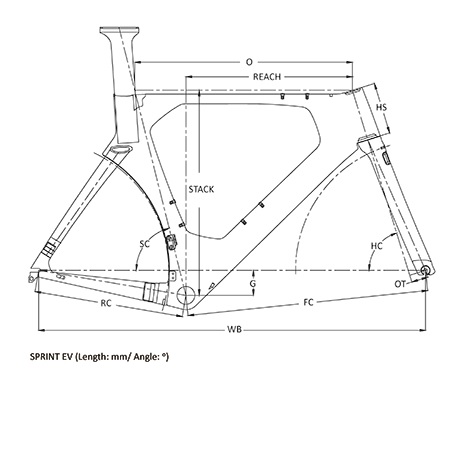 O
REACH
HS
STACK
SC
HC
G
OT
RC
FC
WB
SPRINT EV (Length: mm/ Angle: º)